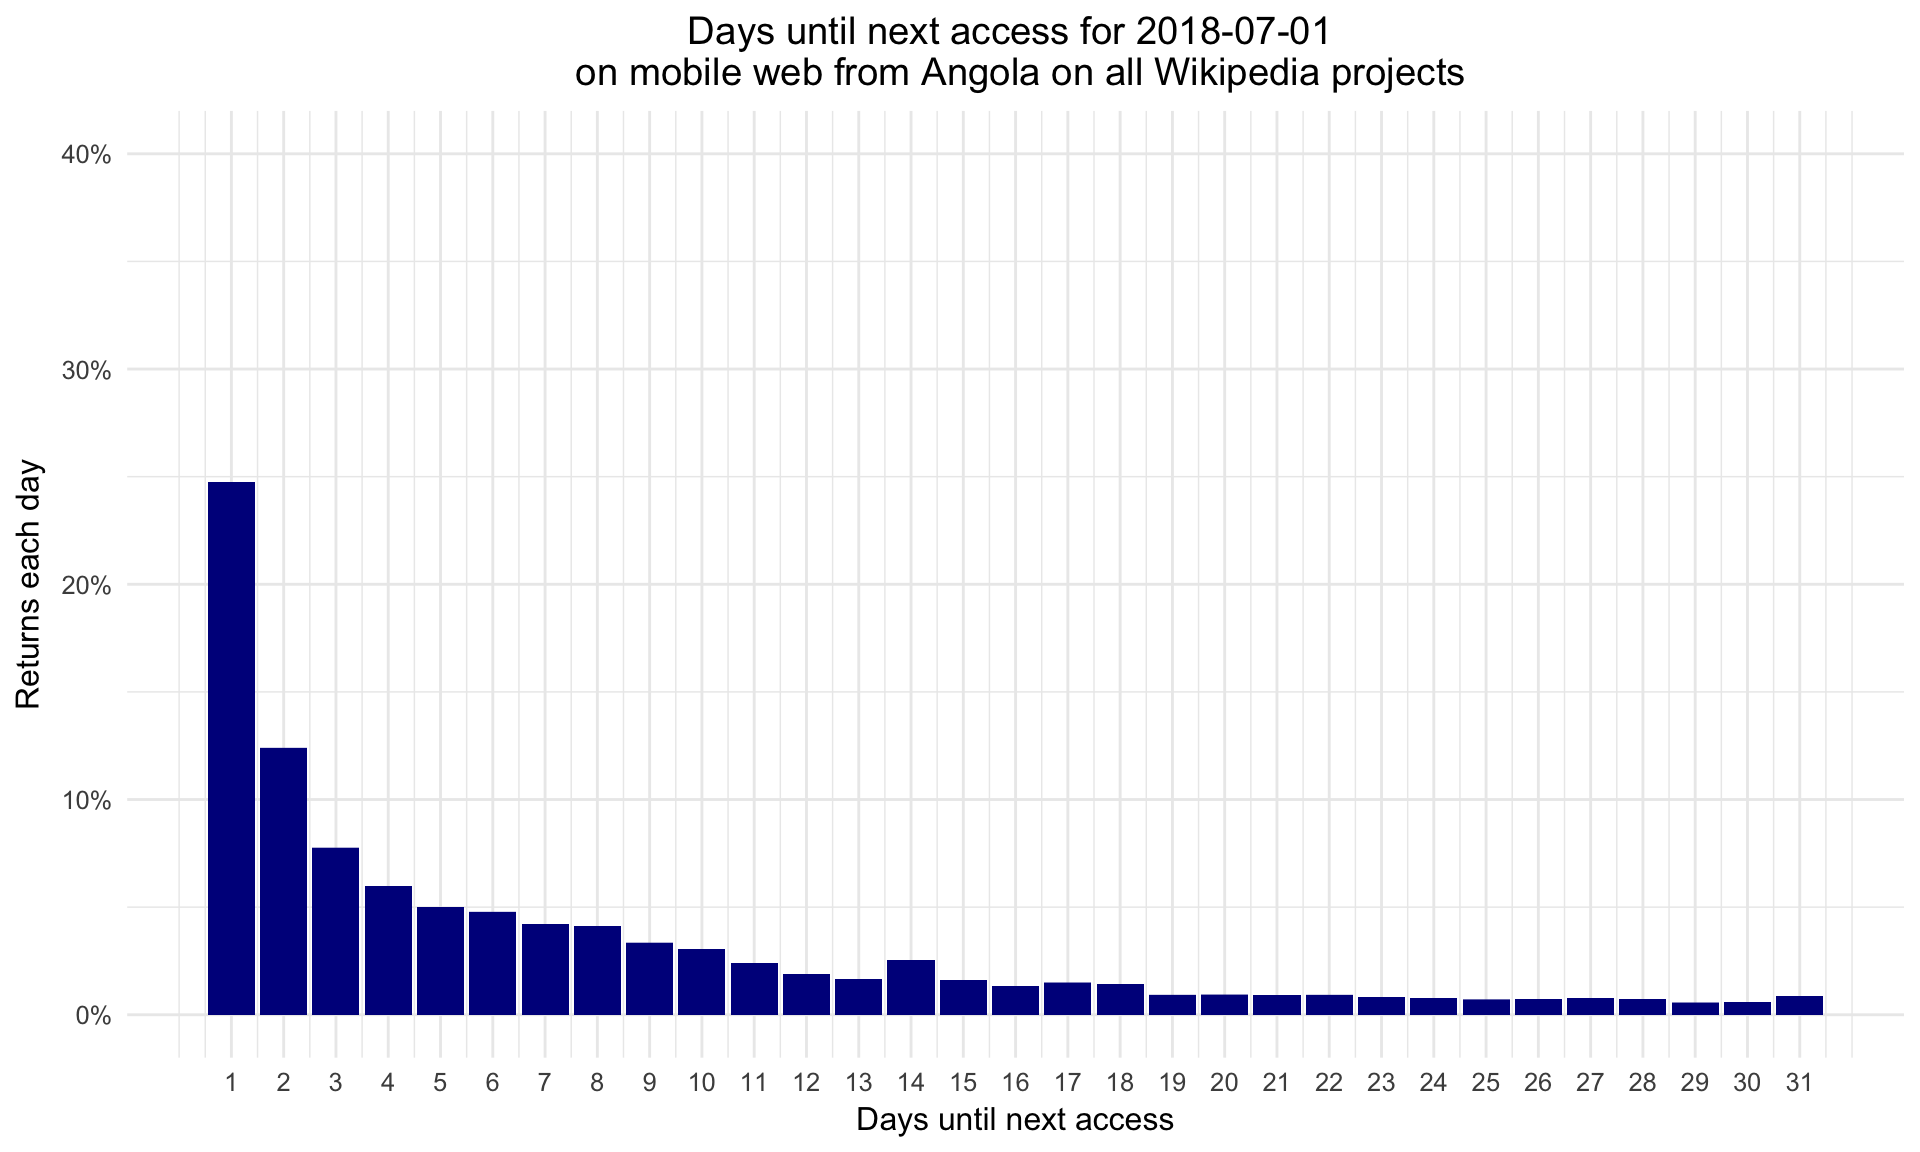 Days until next access for 2018-07-01
on mobile web from Angola on all Wikipedia projects
40%
30%
20%
10%
0%
Returns each day
1 2 3 4 5 6 7 8 9 10 11 12 13 14 15 16 17 18 19 20 21 22 23 24 25 26 27 28 29 30 31
Days until next access